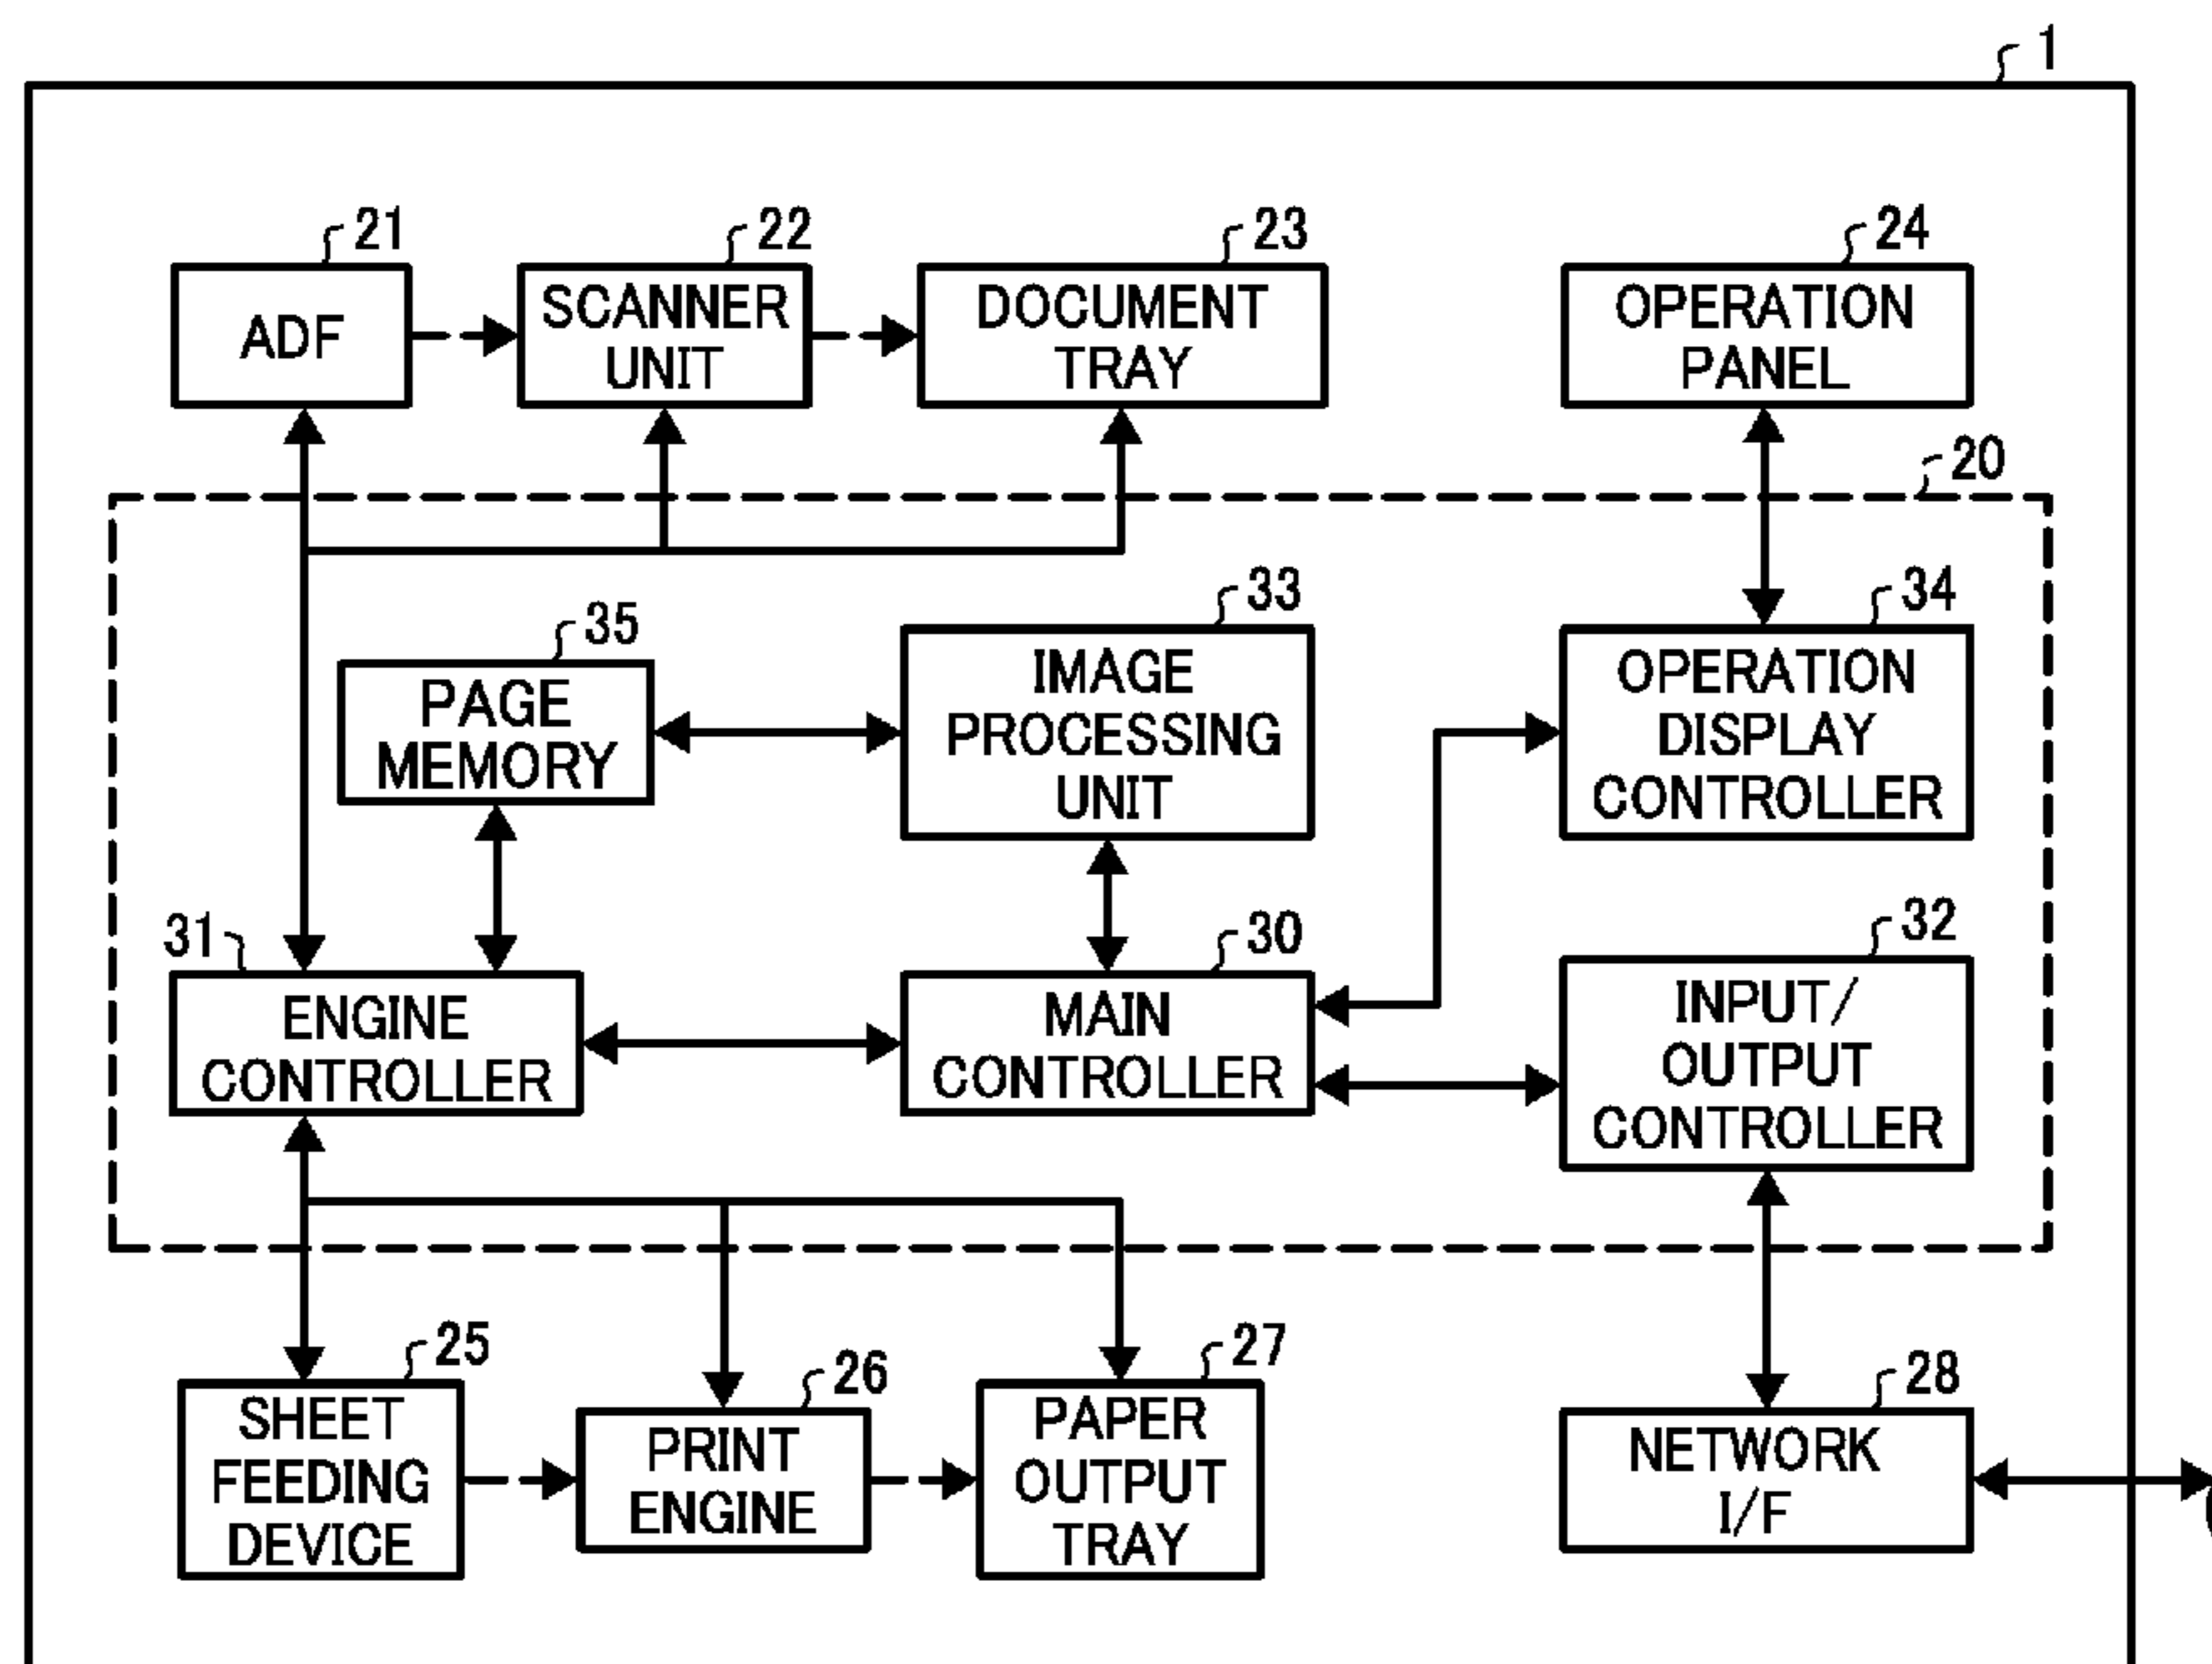 1
21
22
23
24
ADF
SCANNER
UNIT
DOCUMENT
TRAY
OPERATION
PANEL
20
35
33
34
PAGE
MEMORY
IMAGE
PROCESSING
UNIT
OPERATION
DISPLAY
CONTROLLER
31
30
32
ENGINE
CONTROLLER
MAIN
CONTROLLER
INPUT/
OUTPUT
CONTROLLER
25
26
27
28
SHEET
FEEDING
DEVICE
PRINT
ENGINE
PAPER
OUTPUT
TRAY
NETWORK
I/F